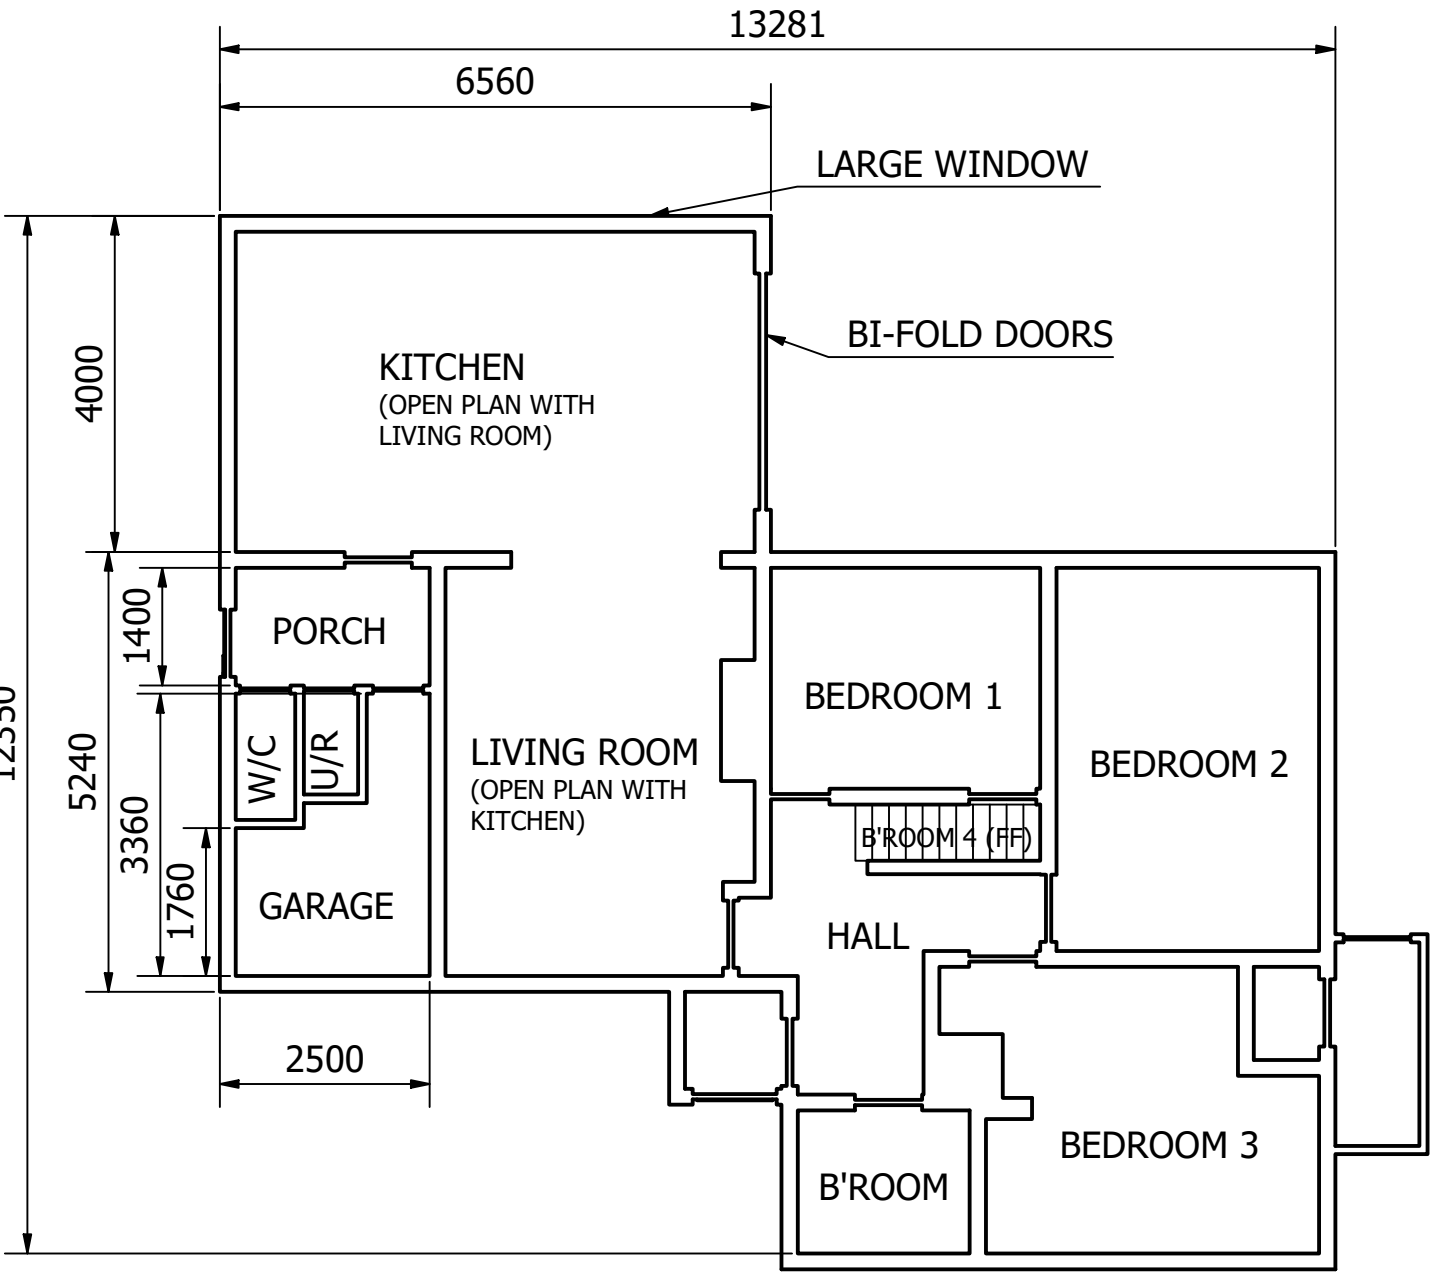 13281
6560
LARGE WINDOW
BI-FOLD DOORS
4000
KITCHEN
(OPEN PLAN WITH
LIVING ROOM)
1400
PORCH
BEDROOM 1
BEDROOM 2
LIVING ROOM
(OPEN PLAN WITH
KITCHEN)
W/C
U/R
5240
3360
1760
B'ROOM 4 (FF)
GARAGE
HALL
2500
BEDROOM 3
B'ROOM